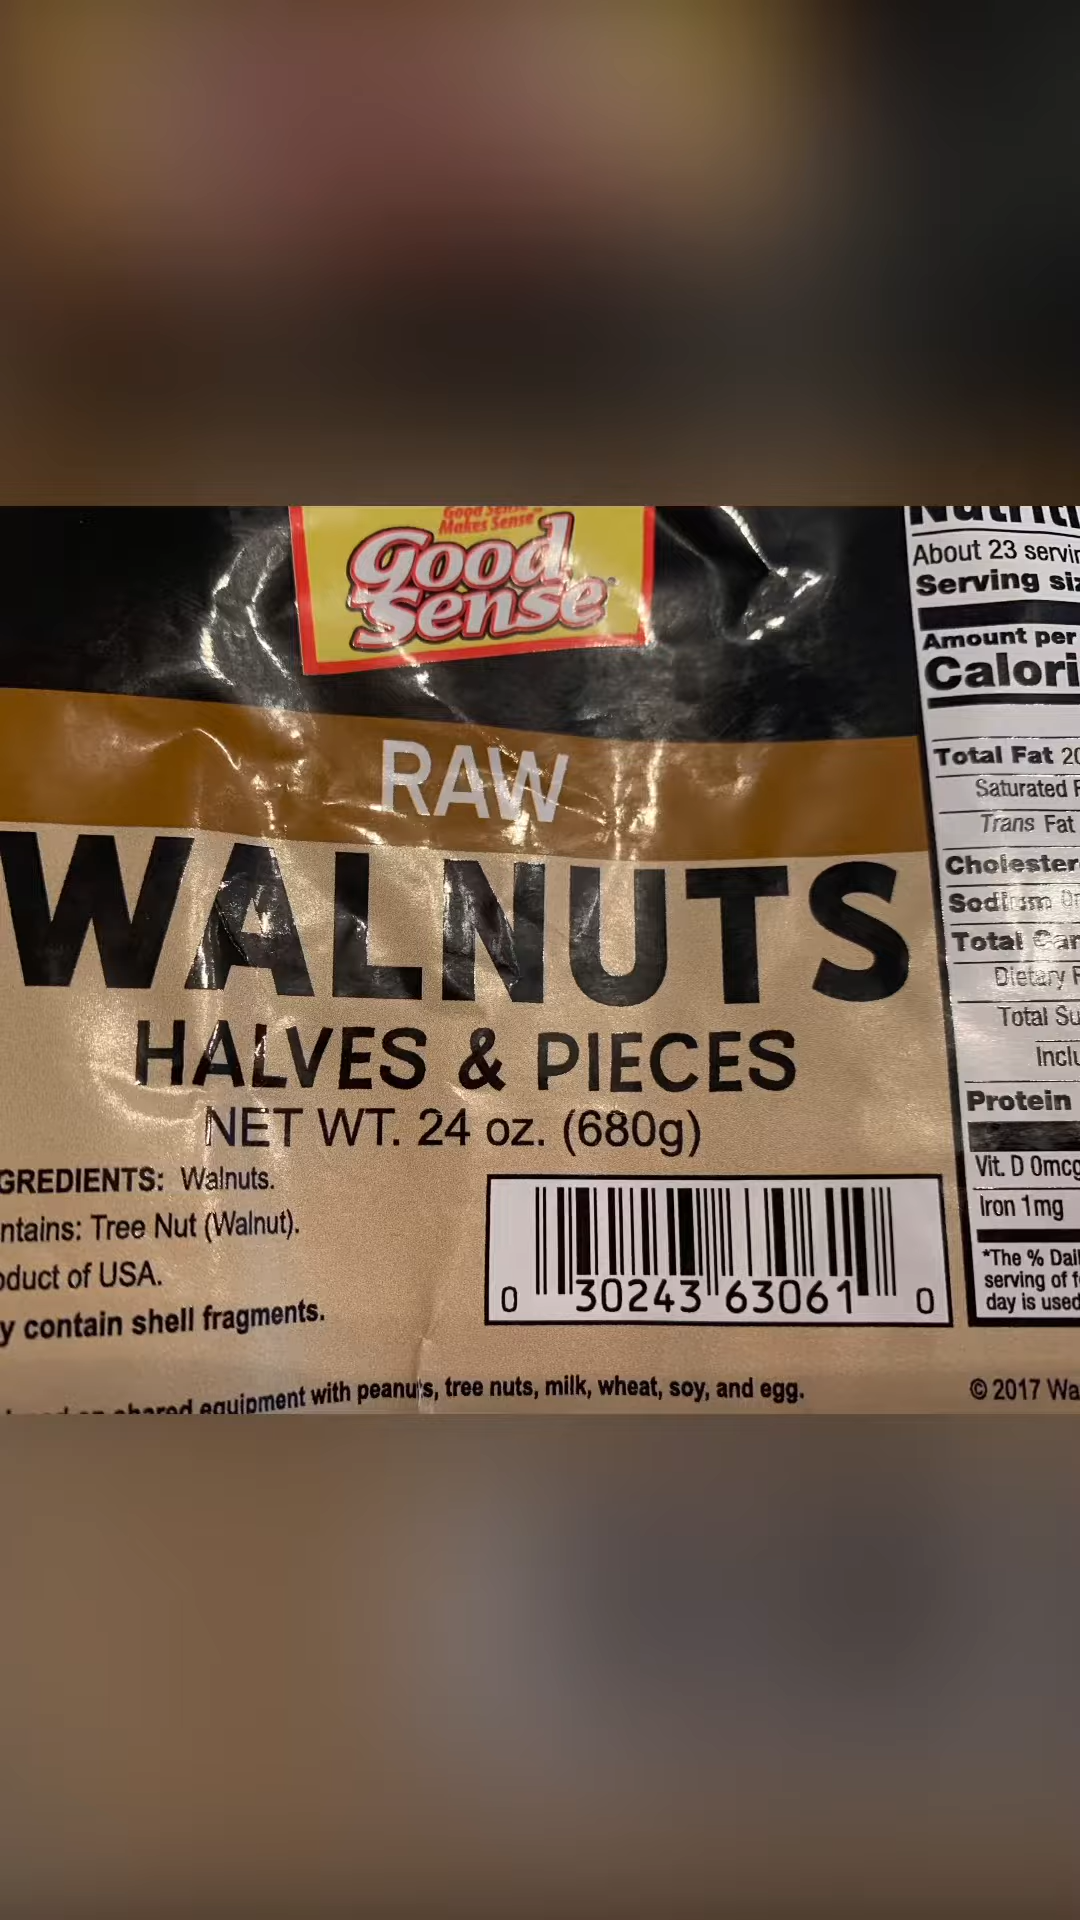 Good Sense
Makes Sense™
Good
Sense
RAW
WALNUTS
HALVES & PIECES
NET WT. 24 oz. (680g)
GREDIENTS: Walnuts.
ntains: Tree Nut (Walnut).
oduct of USA.
y contain shell fragments.
shared equipment with peanuts, tree nuts, milk, wheat, soy, and egg.
0 30243 63061 0
Nutriti
About 23 servin
Serving siz
Amount per
Calori
Total Fat 20
Saturated F
Trans Fat
Cholester
Sodium 0m
Total Car
Dietary F
Total Su
Inclu
Protein
Vit. D 0mcg
Iron 1mg
*The % Dail
serving of f
day is used
© 2017 Wa